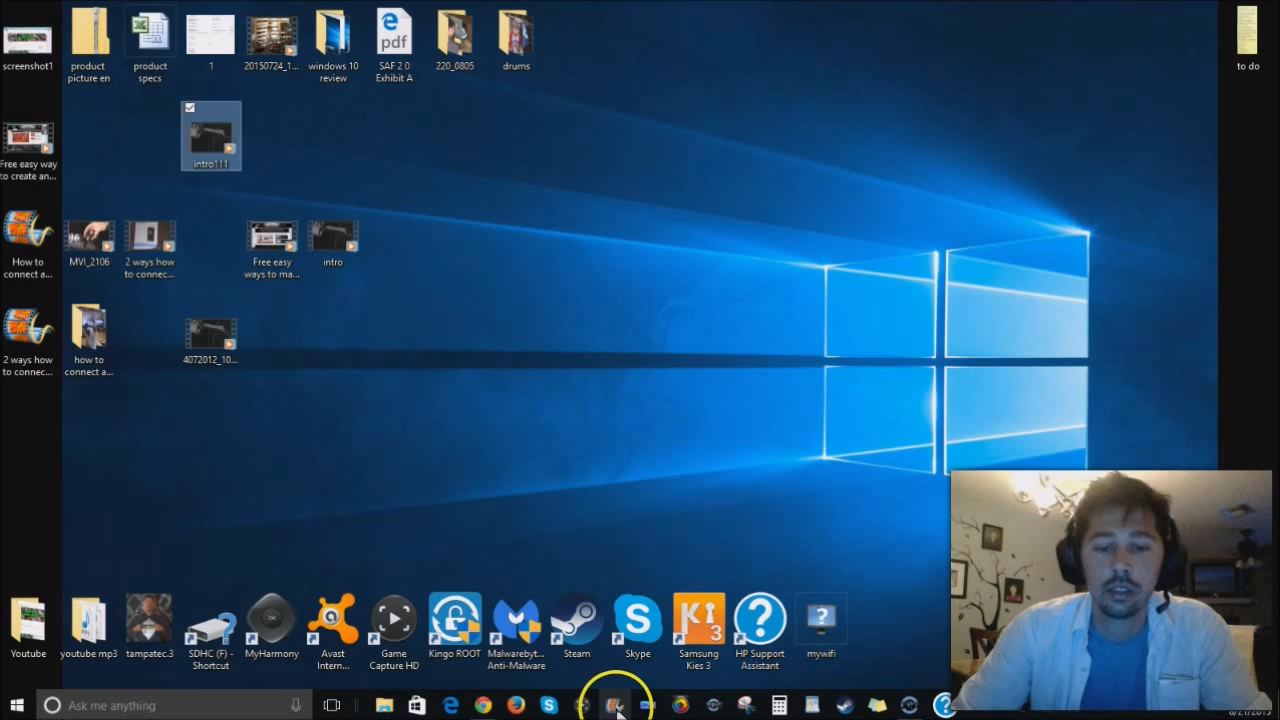 screenshot1
product
picture en
product
specs
1
20150724_1...
windows 10
review
pdf
SAF 2 0
Exhibit A
220_0805
drums
to do
intro111
Free easy way
to create an...
How to
connect a...
MVI_2106
2 ways how
to connec...
Free easy
ways to ma...
intro
2 ways how
to connec...
how to
connect a...
4072012_10...
Youtube
youtube mp3
tampatec.3
SDHC (F) -
Shortcut
MyHarmony
Avast
Intern...
Game
Capture HD
Kingo ROOT
Malwarebyt...
Anti-Malware
Steam
Skype
Ki
3
Samsung
Kies 3
HP Support
Assistant
mywifi
Ask me anything